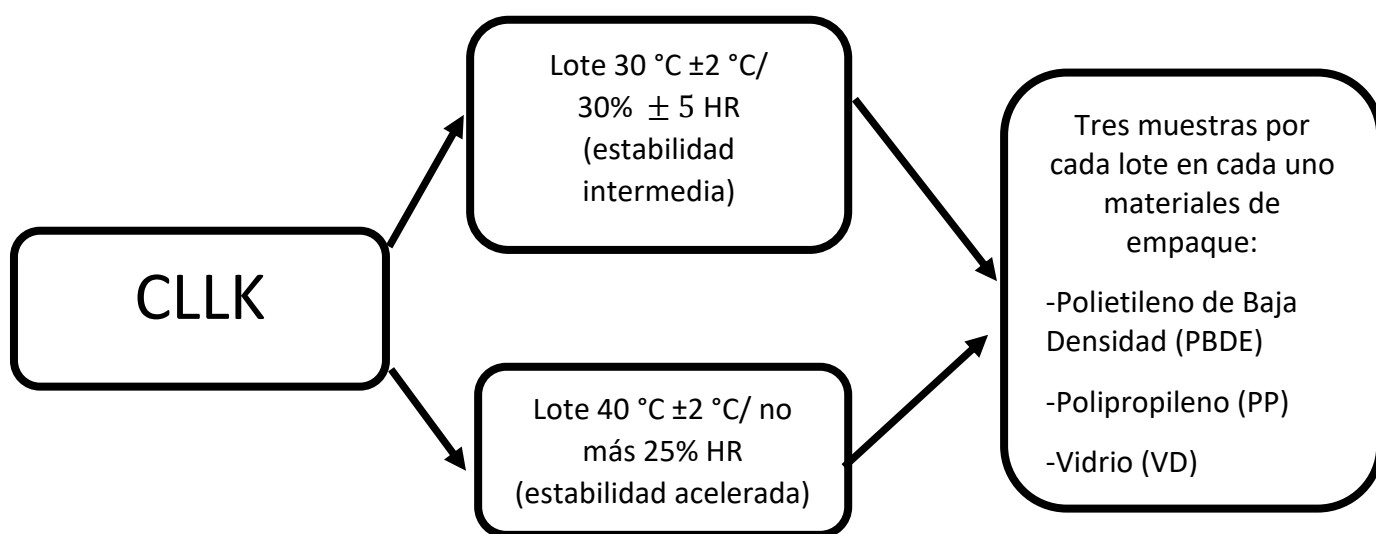 CLLK
Lote 30 °C ±2 °C/
30% ± 5 HR
(estabilidad
intermedia)
Lote 40 °C ±2 °C/ no
más 25% HR
(estabilidad acelerada)
Tres muestras por
cada lote en cada uno
materiales de
empaque:
-Polietileno de Baja
Densidad (PBDE)
-Polipropileno (PP)
-Vidrio (VD)